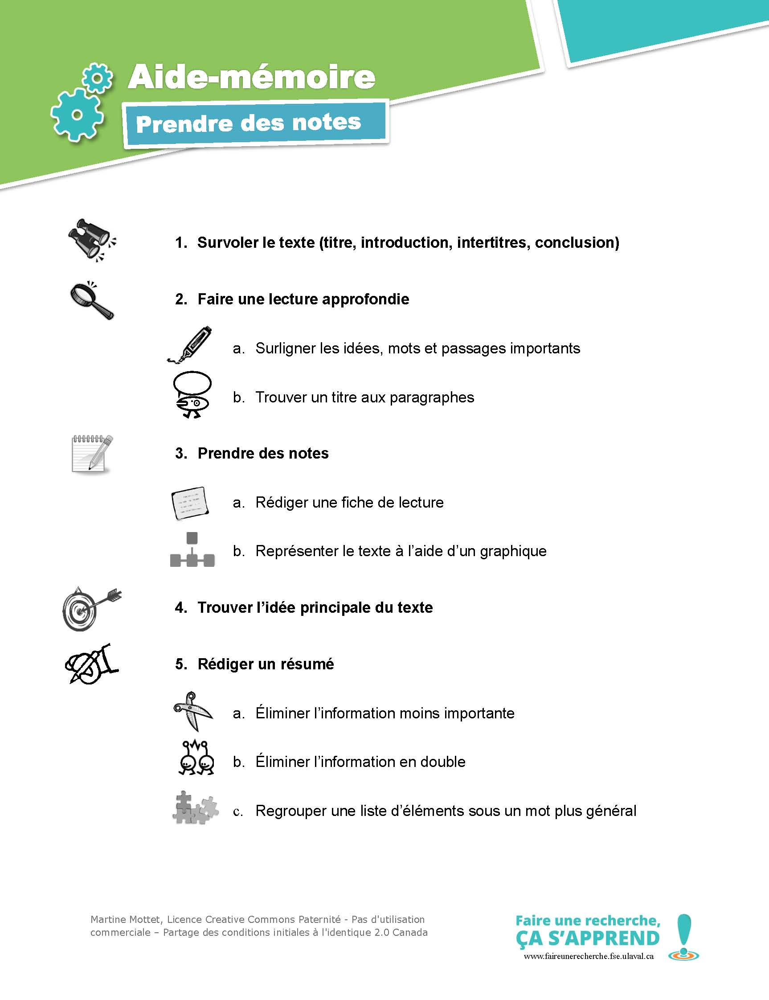 Aide-mémoire
Prendre des notes
1. Survoler le texte (titre, introduction, intertitres, conclusion)
2. Faire une lecture approfondie
a. Surligner les idées, mots et passages importants
b. Trouver un titre aux paragraphes
3. Prendre des notes
a. Rédiger une fiche de lecture
b. Représenter le texte à l’aide d’un graphique
4. Trouver l’idée principale du texte
5. Rédiger un résumé
a. Éliminer l’information moins importante
b. Éliminer l’information en double
c. Regrouper une liste d’éléments sous un mot plus général
Martine Mottet, Licence Creative Commons Paternité - Pas d'utilisation
commerciale – Partage des conditions initiales à l'identique 2.0 Canada
Faire une recherche,
ÇA S’APPREND
www.faireunerecherche.fse.ulaval.ca